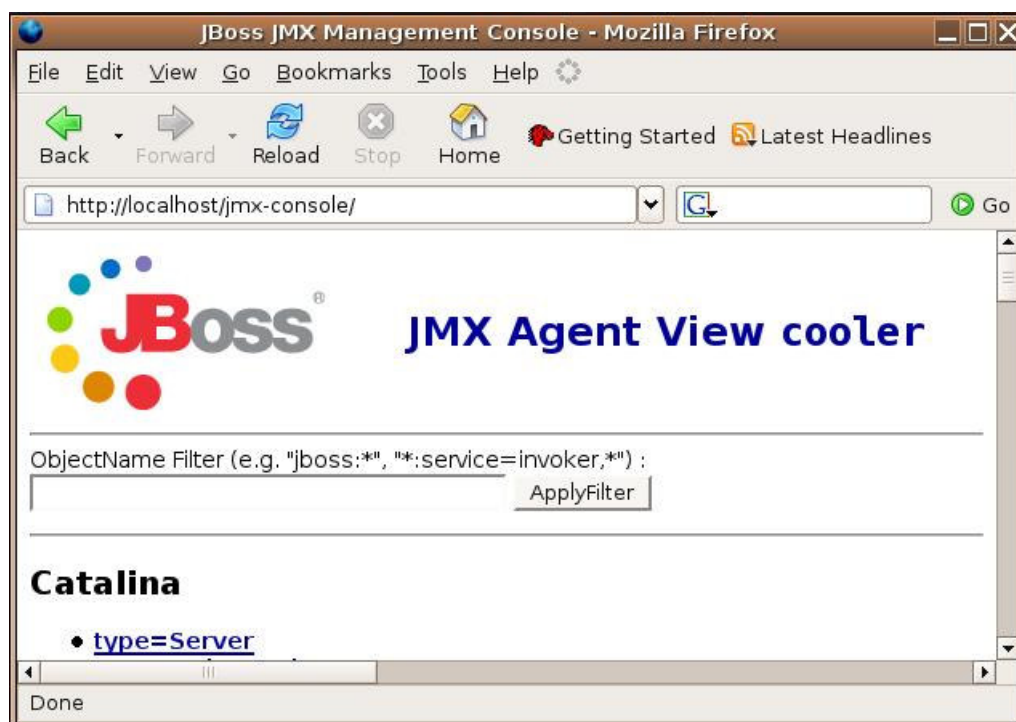 JBoss JMX Management Console - Mozilla Firefox
File Edit View Go Bookmarks Tools Help
Back Forward Reload Stop Home Getting Started Latest Headlines
http://localhost/jmx-console/ G Go
JBoss® JMX Agent View cooler
ObjectName Filter (e.g. "jboss:*", "*:service=invoker,*") :
ApplyFilter
Catalina
• type=Server
Done